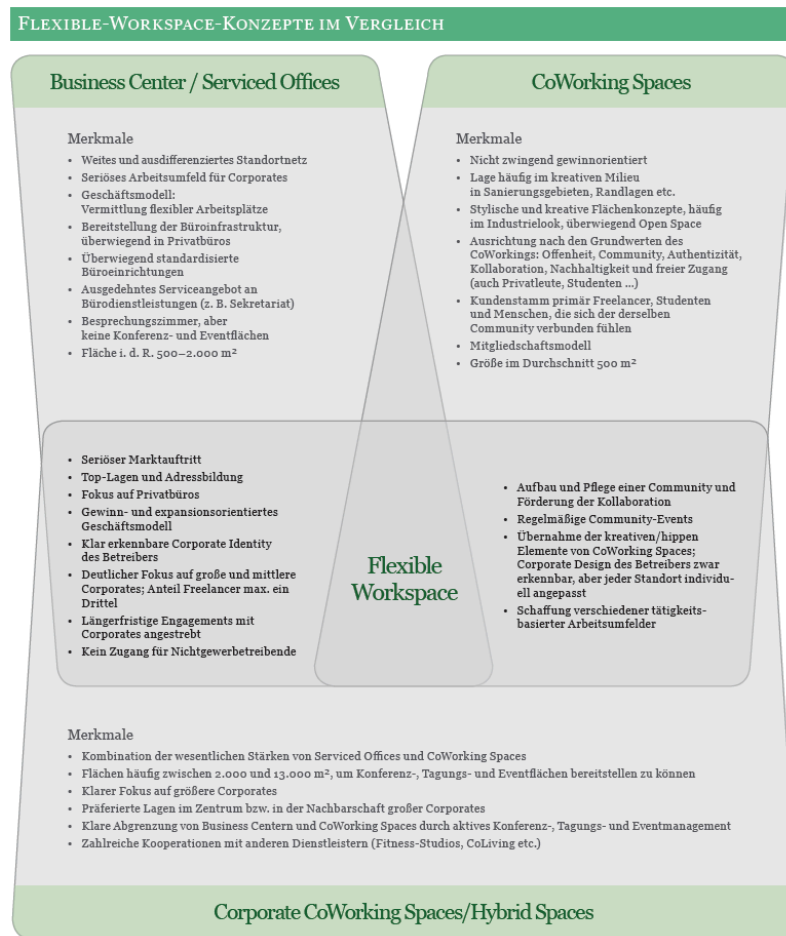 FLEXIBLE-WORKSPACE-KONZEPTE IM VERGLEICH
Business Center / Serviced Offices
Merkmale
• Weites und ausdifferenziertes Standortnetz
• Seriöses Arbeitsumfeld für Corporates
• Geschäftsmodell:
Vermittlung flexibler Arbeitsplätze
• Bereitstellung der Büroinfrastruktur,
überwiegend in Privatbüros
• Überwiegend standardisierte
Büroeinrichtungen
• Ausgedehntes Serviceangebot an
Bürodienstleistungen (z. B. Sekretariat)
• Besprechungszimmer, aber
keine Konferenz- und Eventflächen
• Fläche i. d. R. 500–2.000 m²
CoWorking Spaces
Merkmale
• Nicht zwingend gewinnorientiert
• Lage häufig im kreativen Milieu
in Sanierungsgebieten, Randlagen etc.
• Stylische und kreative Flächenkonzepte, häufig
im Industrielook, überwiegend Open Space
• Ausrichtung nach den Grundwerten des
CoWorkings: Offenheit, Community, Authentizität,
Kollaboration, Nachhaltigkeit und freier Zugang
(auch Privatleute, Studenten ...)
• Kundenstamm primär Freelancer, Studenten
und Menschen, die sich der derselben
Community verbunden fühlen
• Mitgliedschaftsmodell
• Größe im Durchschnitt 500 m²
• Seriöser Marktauftritt
• Top-Lagen und Adressbildung
• Fokus auf Privatbüros
• Gewinn- und expansionsorientiertes
Geschäftsmodell
• Klar erkennbare Corporate Identity
des Betreibers
• Deutlicher Fokus auf große und mittlere
Corporates; Anteil Freelancer max. ein
Drittel
• Längerfristige Engagements mit
Corporates angestrebt
• Kein Zugang für Nichtgewerbetreibende
Flexible
Workspace
• Aufbau und Pflege einer Community und
Förderung der Kollaboration
• Regelmäßige Community-Events
• Übernahme der kreativen/hippen
Elemente von CoWorking Spaces;
Corporate Design des Betreibers zwar
erkennbar, aber jeder Standort individu-
ell angepasst
• Schaffung verschiedener tätigkeits-
basierter Arbeitsumfelder
Merkmale
• Kombination der wesentlichen Stärken von Serviced Offices und CoWorking Spaces
• Flächen häufig zwischen 2.000 und 13.000 m², um Konferenz-, Tagungs- und Eventflächen bereitstellen zu können
• Klarer Fokus auf größere Corporates
• Präferierte Lagen im Zentrum bzw. in der Nachbarschaft großer Corporates
• Klare Abgrenzung von Business Centern und CoWorking Spaces durch aktives Konferenz-, Tagungs- und Eventmanagement
• Zahlreiche Kooperationen mit anderen Dienstleistern (Fitness-Studios, CoLiving etc.)
Corporate CoWorking Spaces/Hybrid Spaces